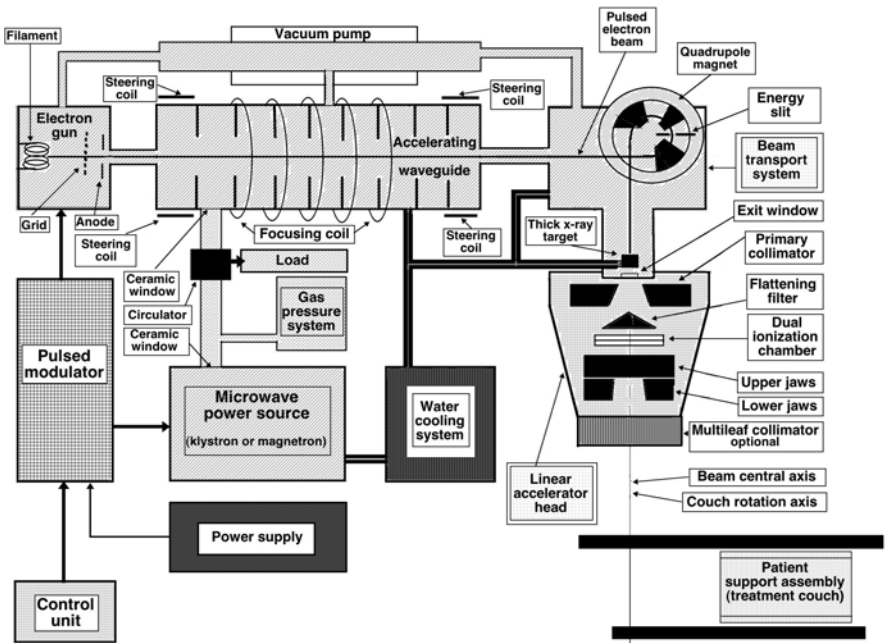 Filament
Vacuum pump
Pulsed
electron
beam
Quadrupole
magnet
Steering
coil
Steering
coil
Energy
slit
Electron
gun
Accelerating
waveguide
Beam
transport
system
Grid
Anode
Steering
coil
Focusing coil
Steering
coil
Thick x-ray
target
Exit window
Primary
collimator
Ceramic
window
Load
Circulator
Gas
pressure
system
Flattening
filter
Ceramic
window
Dual
ionization
chamber
Pulsed
modulator
Microwave
power source
(klystron or magnetron)
Water
cooling
system
Upper jaws
Lower jaws
Multileaf collimator
optional
Linear
accelerator
head
Beam central axis
Couch rotation axis
Power supply
Patient
support assembly
(treatment couch)
Control
unit